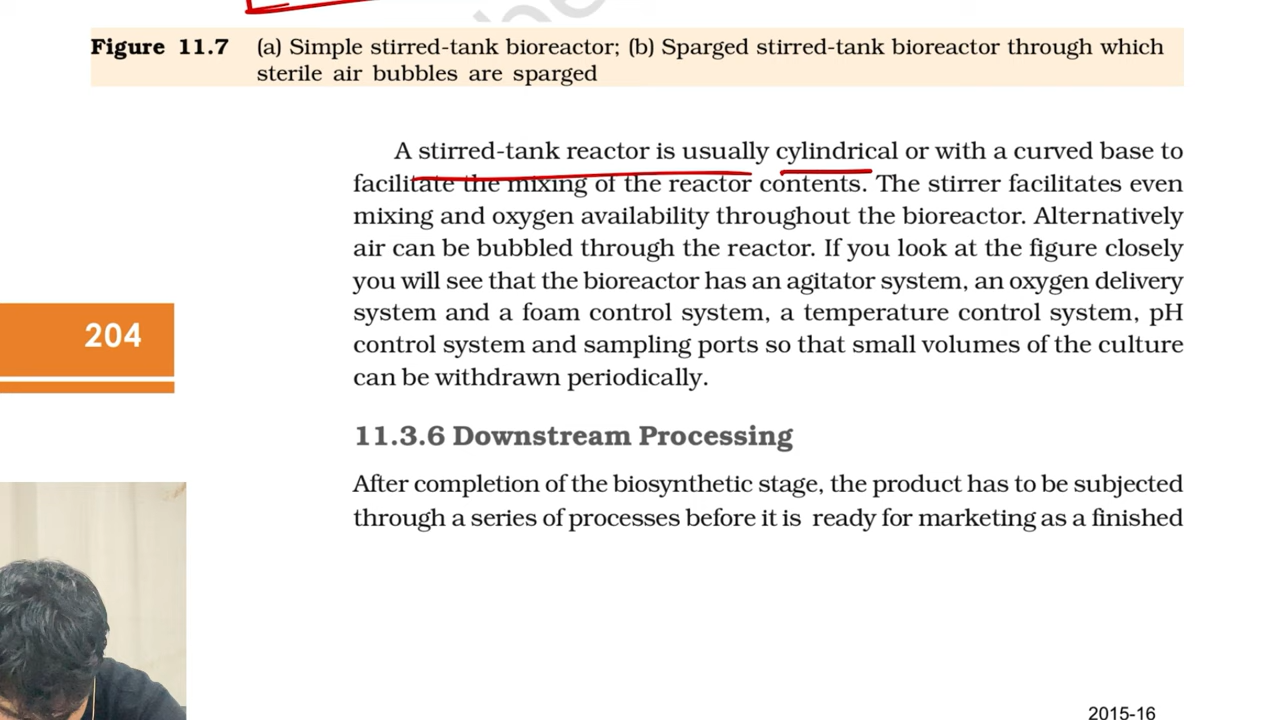 Figure 11.7 (a) Simple stirred-tank bioreactor; (b) Sparged stirred-tank bioreactor through which
sterile air bubbles are sparged
A stirred-tank reactor is usually cylindrical or with a curved base to
facilitate the mixing of the reactor contents. The stirrer facilitates even
mixing and oxygen availability throughout the bioreactor. Alternatively
air can be bubbled through the reactor. If you look at the figure closely
you will see that the bioreactor has an agitator system, an oxygen delivery
system and a foam control system, a temperature control system, pH
control system and sampling ports so that small volumes of the culture
can be withdrawn periodically.
204
11.3.6 Downstream Processing
After completion of the biosynthetic stage, the product has to be subjected
through a series of processes before it is ready for marketing as a finished
2015-16